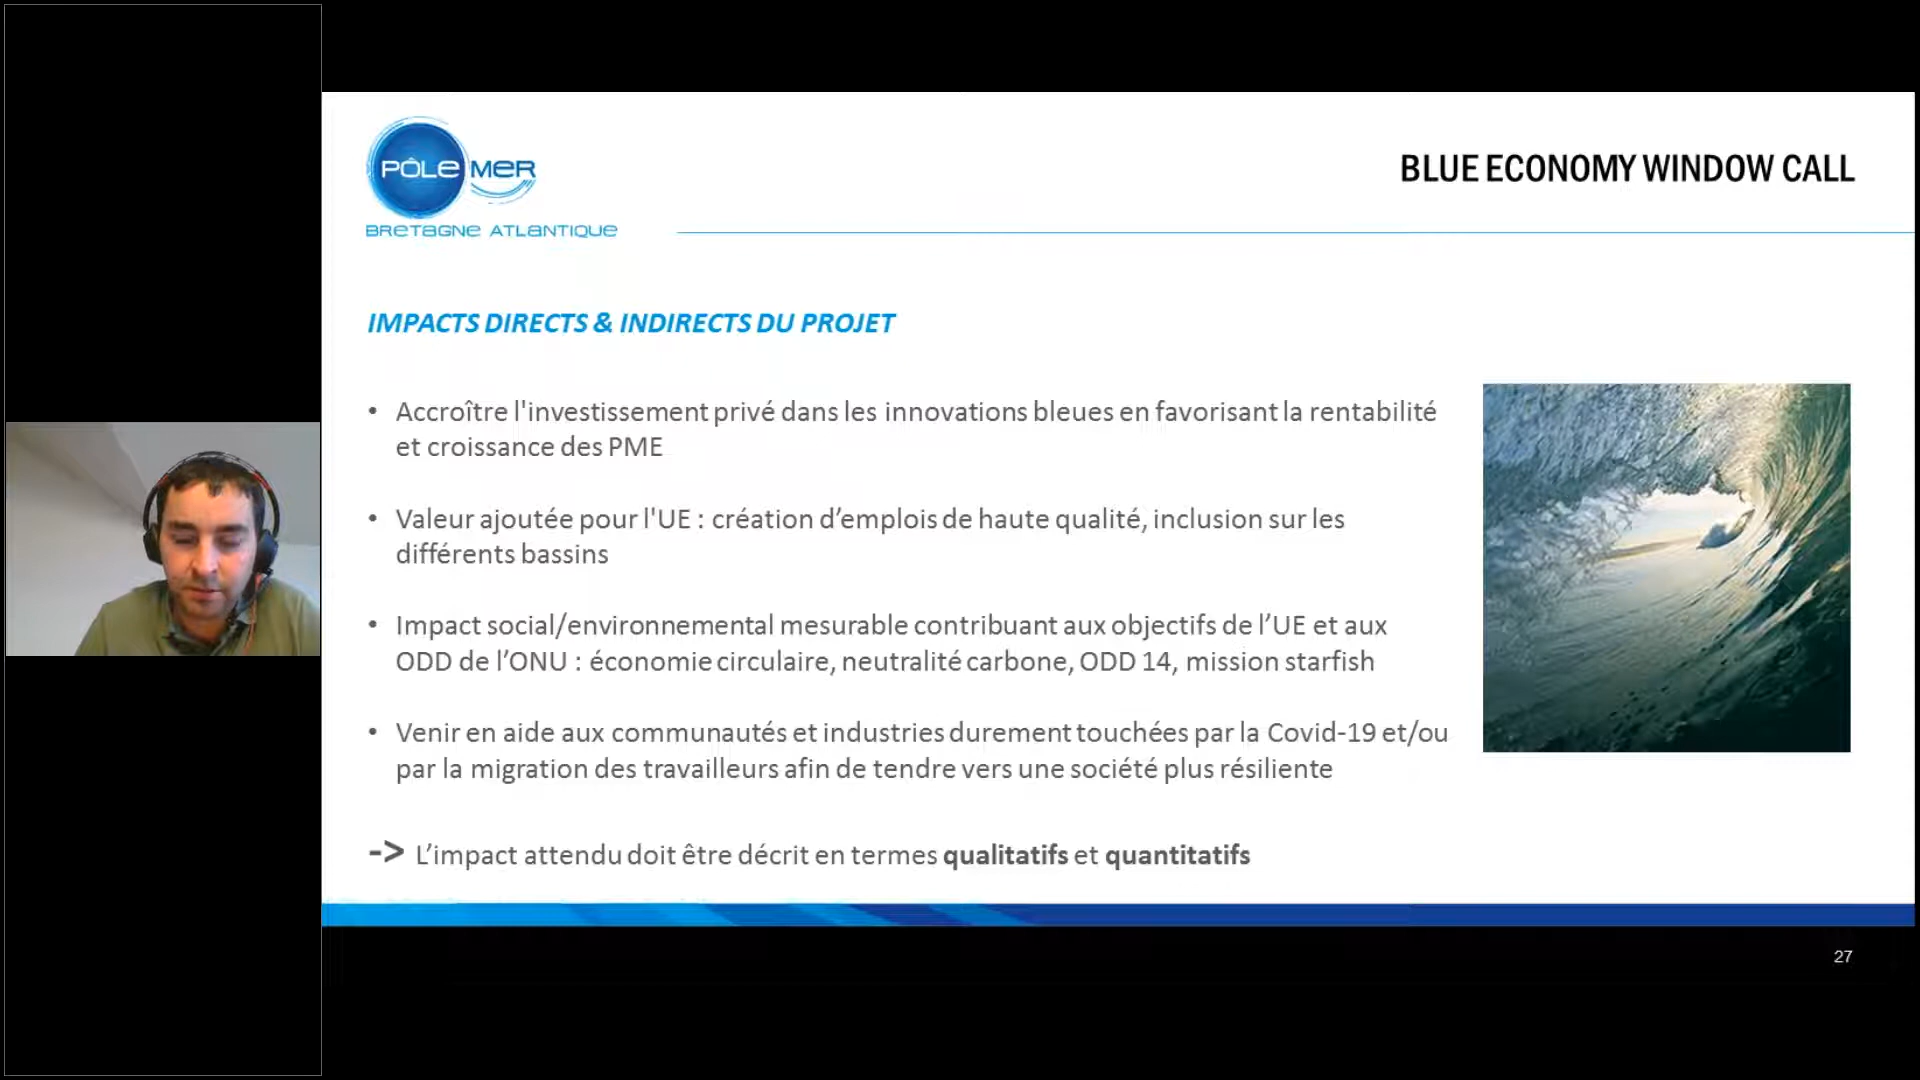 PÔLE MER
BRETAGNE ATLANTIQUE
BLUE ECONOMY WINDOW CALL
IMPACTS DIRECTS & INDIRECTS DU PROJET
• Accroître l'investissement privé dans les innovations bleues en favorisant la rentabilité
et croissance des PME
• Valeur ajoutée pour l'UE : création d’emplois de haute qualité, inclusion sur les
différents bassins
• Impact social/environnemental mesurable contribuant aux objectifs de l’UE et aux
ODD de l’ONU : économie circulaire, neutralité carbone, ODD 14, mission starfish
• Venir en aide aux communautés et industries durement touchées par la Covid-19 et/ou
par la migration des travailleurs afin de tendre vers une société plus résiliente
-> L’impact attendu doit être décrit en termes qualitatifs et quantitatifs
27